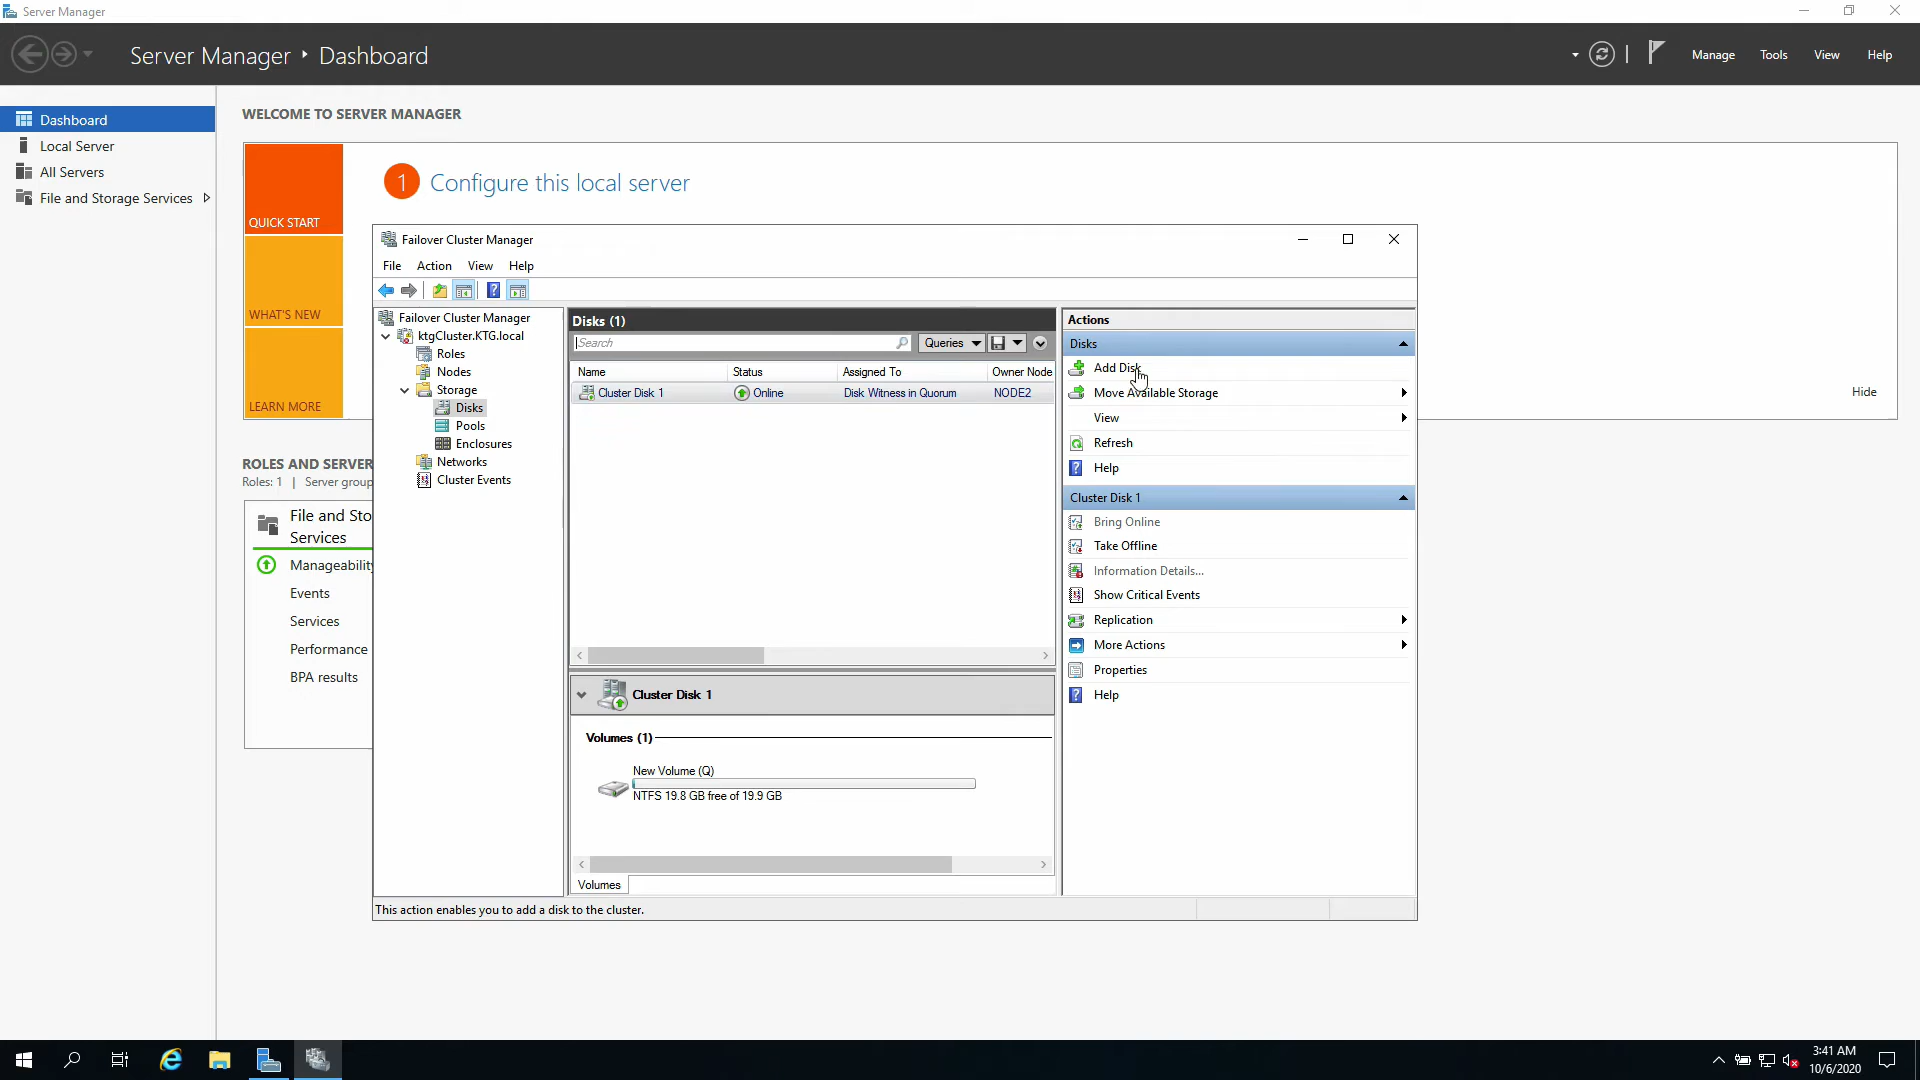 Server Manager
Server Manager ‣ Dashboard
Manage
Tools
View
Help
Dashboard
Local Server
All Servers
File and Storage Services
WELCOME TO SERVER MANAGER
QUICK START
WHAT'S NEW
LEARN MORE
1 Configure this local server
Hide
ROLES AND SERVER
Roles: 1 | Server group
File and Sto
Services
Manageability
Events
Services
Performance
BPA results
Failover Cluster Manager
File Action View Help
Failover Cluster Manager
ktgCluster.KTG.local
Roles
Nodes
Storage
Disks
Pools
Enclosures
Networks
Cluster Events
Disks (1)
Search
Queries
Name Status Assigned To Owner Node
Cluster Disk 1 Online Disk Witness in Quorum NODE2
Cluster Disk 1
Volumes (1)
New Volume (Q)
NTFS 19.8 GB free of 19.9 GB
Volumes
Actions
Disks
Add Disk
Move Available Storage
View
Refresh
Help
Cluster Disk 1
Bring Online
Take Offline
Information Details...
Show Critical Events
Replication
More Actions
Properties
Help
This action enables you to add a disk to the cluster.
3:41 AM
10/6/2020